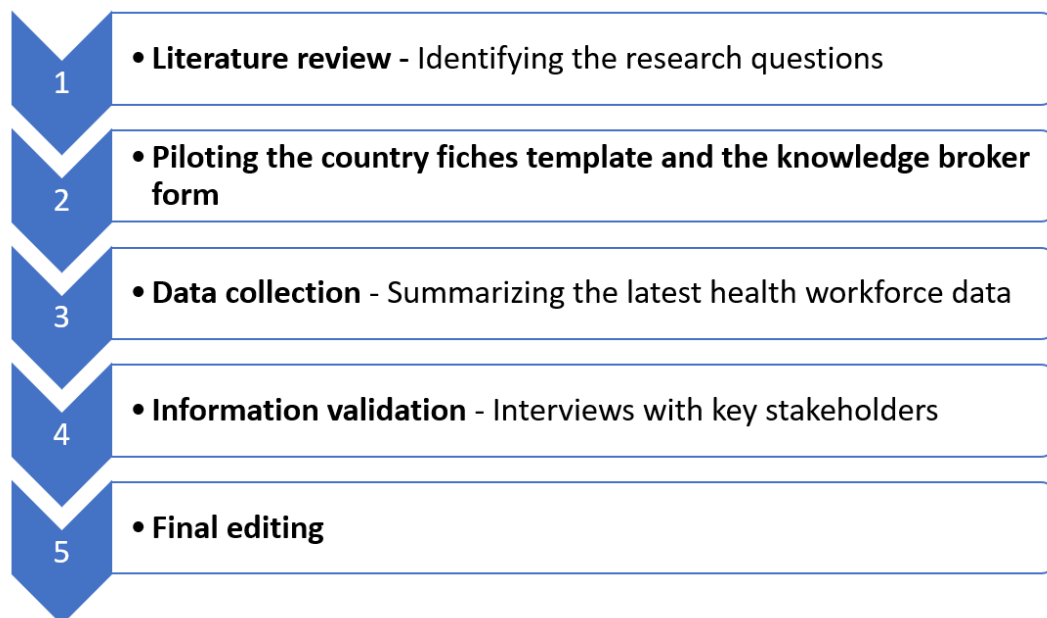 1
• Literature review - Identifying the research questions
2
• Piloting the country fiches template and the knowledge broker
form
3
• Data collection - Summarizing the latest health workforce data
4
• Information validation - Interviews with key stakeholders
5
• Final editing